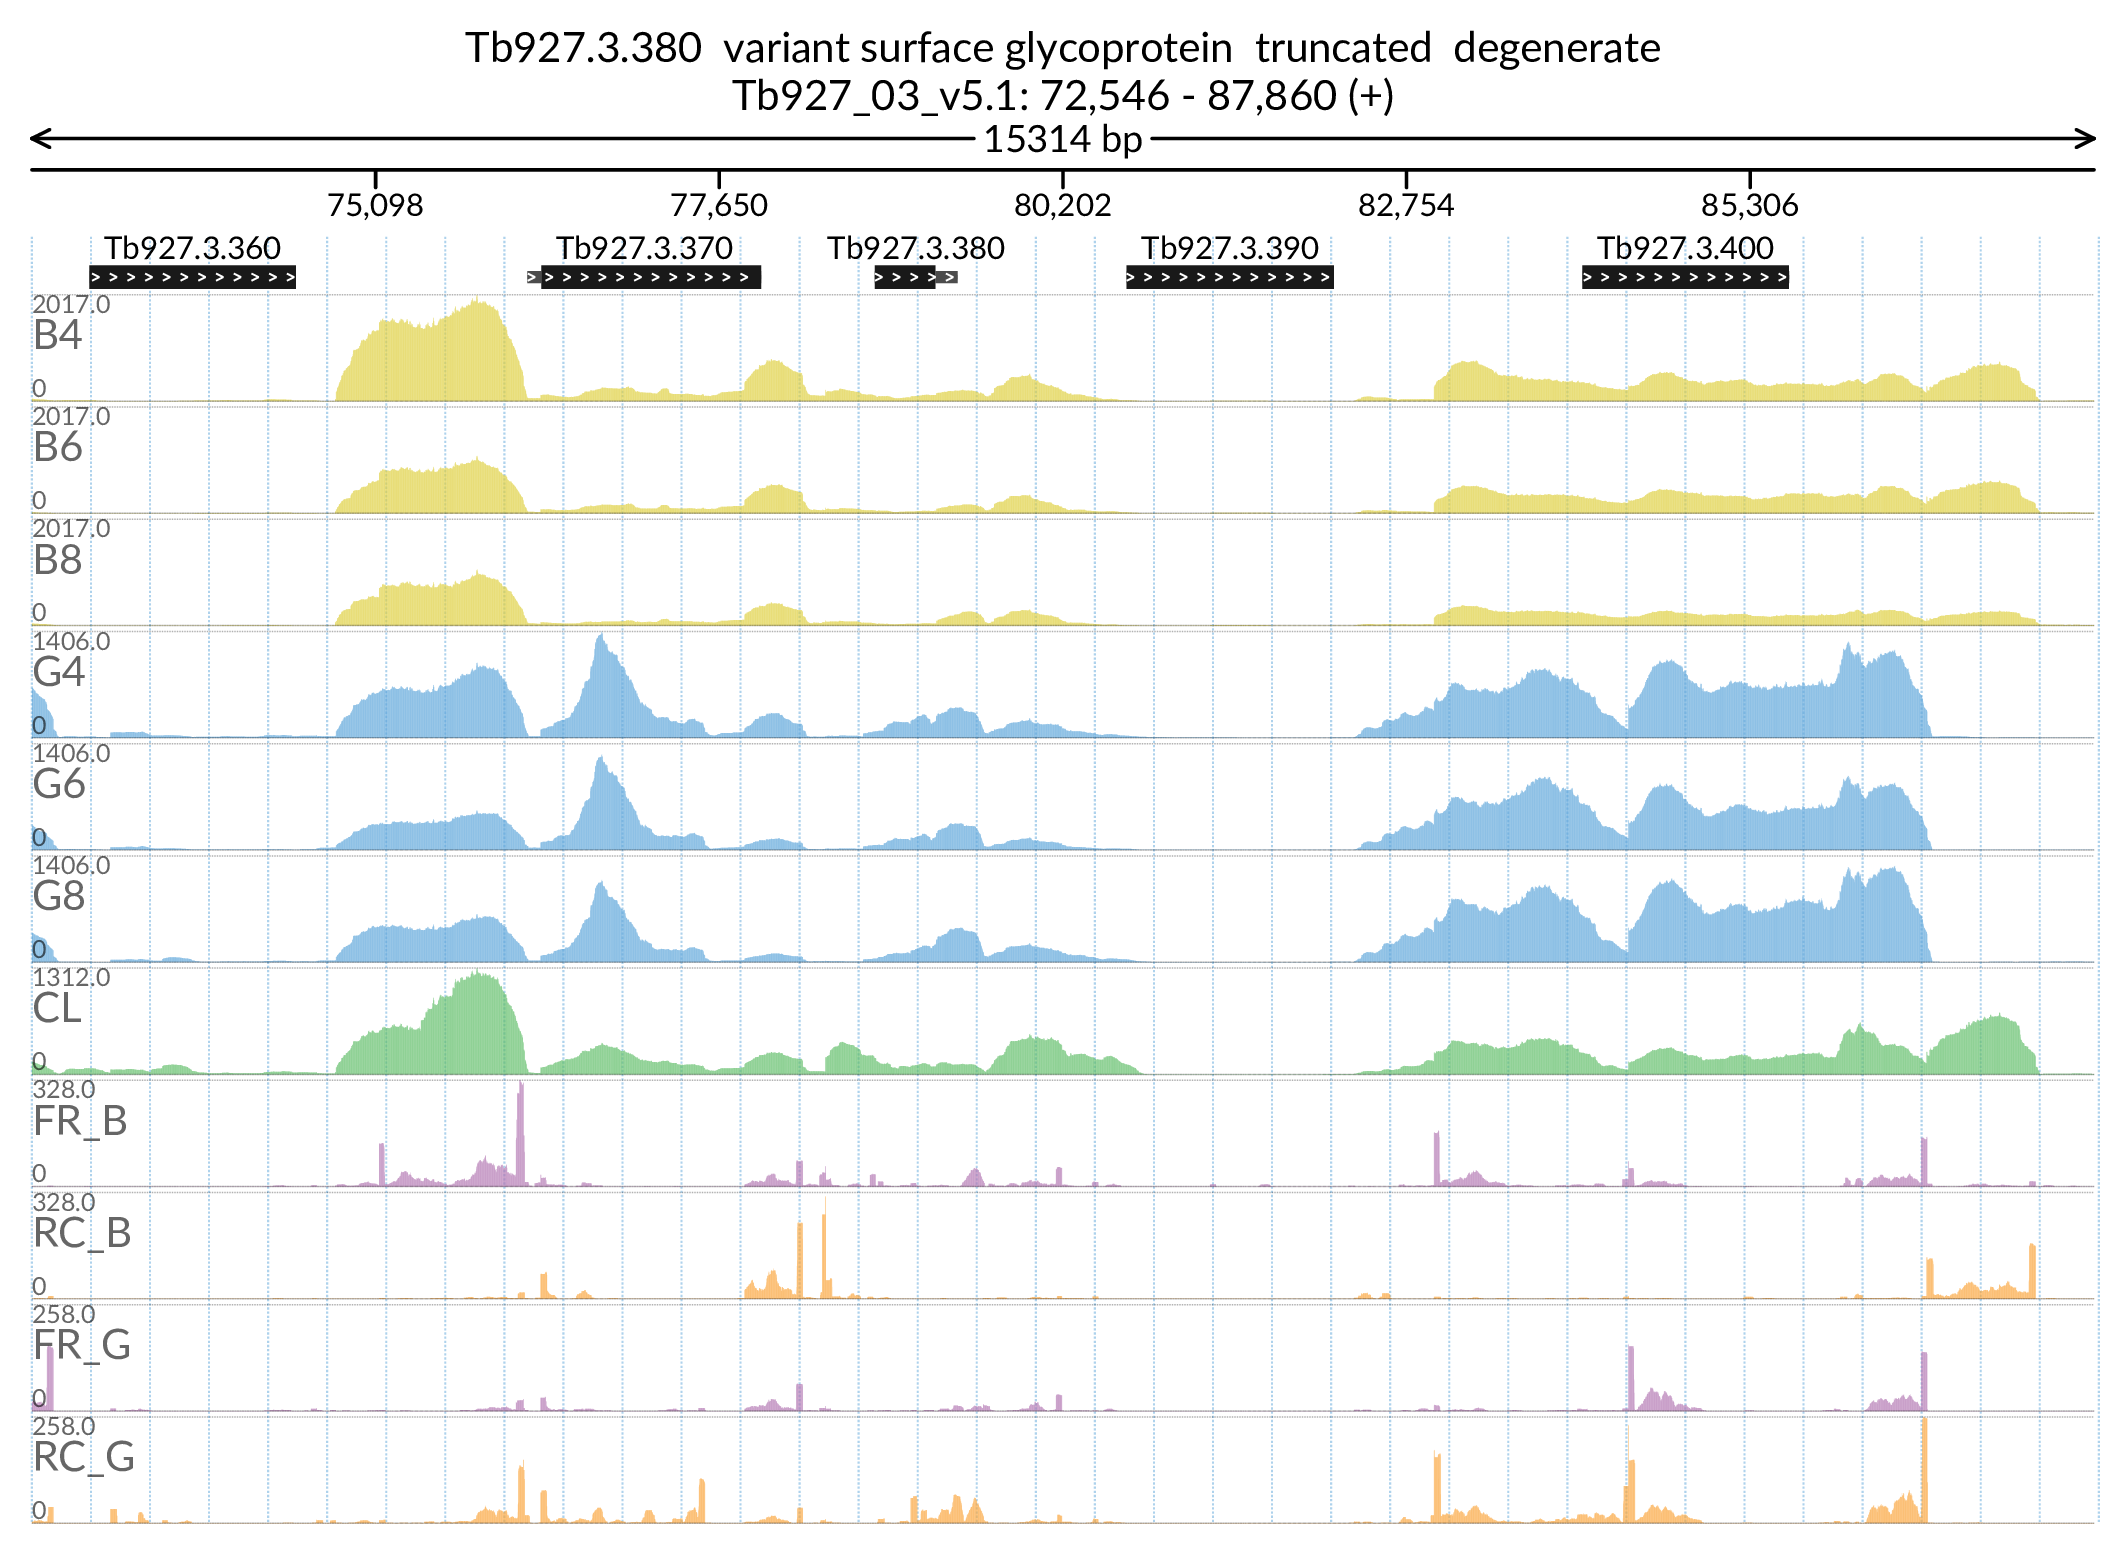 Tb927.3.380 variant surface glycoprotein truncated degenerate
Tb927_03_v5.1: 72,546 - 87,860 (+)
15314 bp
75,098 77,650 80,202 82,754 85,306
Tb927.3.360 Tb927.3.370 Tb927.3.380 Tb927.3.390 Tb927.3.400
2017.0
B4
0
2017.0
B6
0
2017.0
B8
0
1406.0
G4
0
1406.0
G6
0
1406.0
G8
0
1312.0
CL
0
328.0
FR_B
0
328.0
RC_B
0
258.0
FR_G
0
258.0
RC_G
0